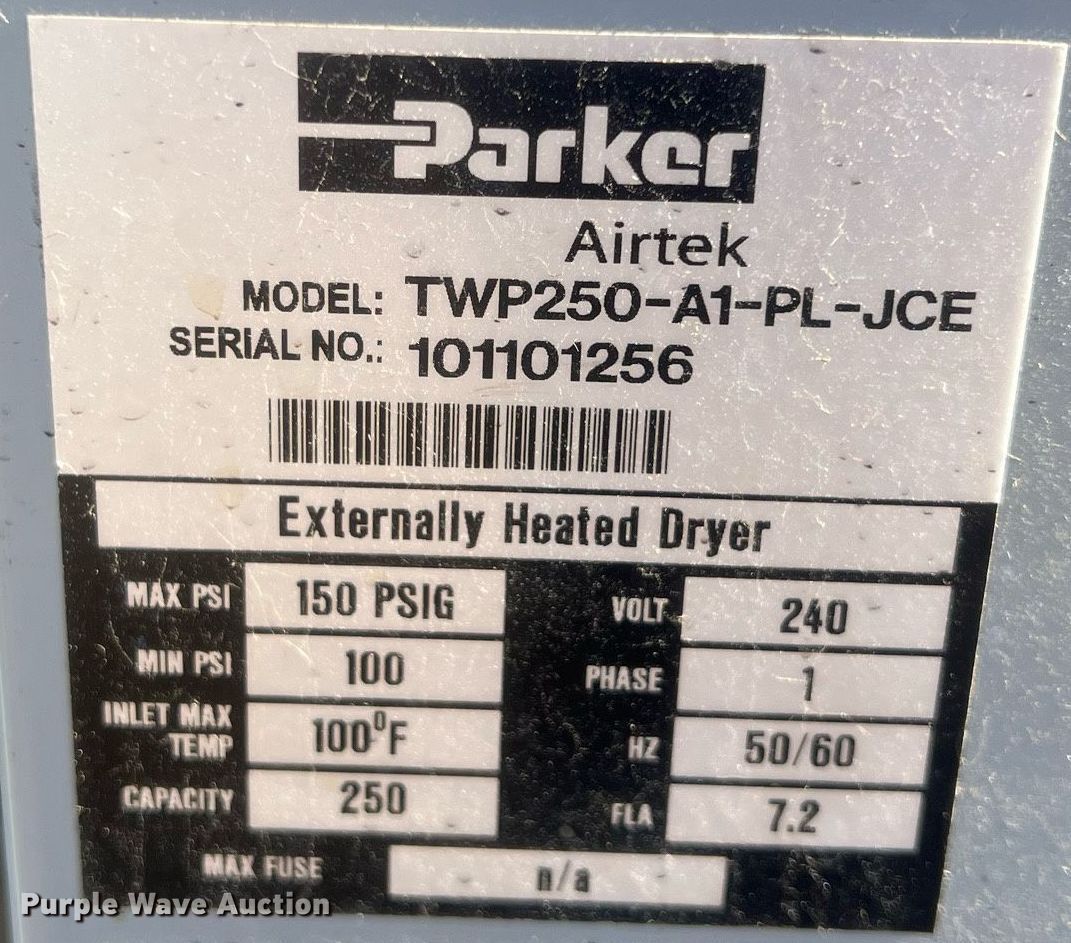 Parker
Airtek
MODEL: TWP250-A1-PL-JCE
SERIAL NO.: 101101256
Externally Heated Dryer
MAX PSI 150 PSIG VOLT 240
MIN PSI 100 PHASE 1
INLET MAX
TEMP 100⁰F HZ 50/60
CAPACITY 250 FLA 7.2
MAX FUSE n/a
Purple Wave Auction